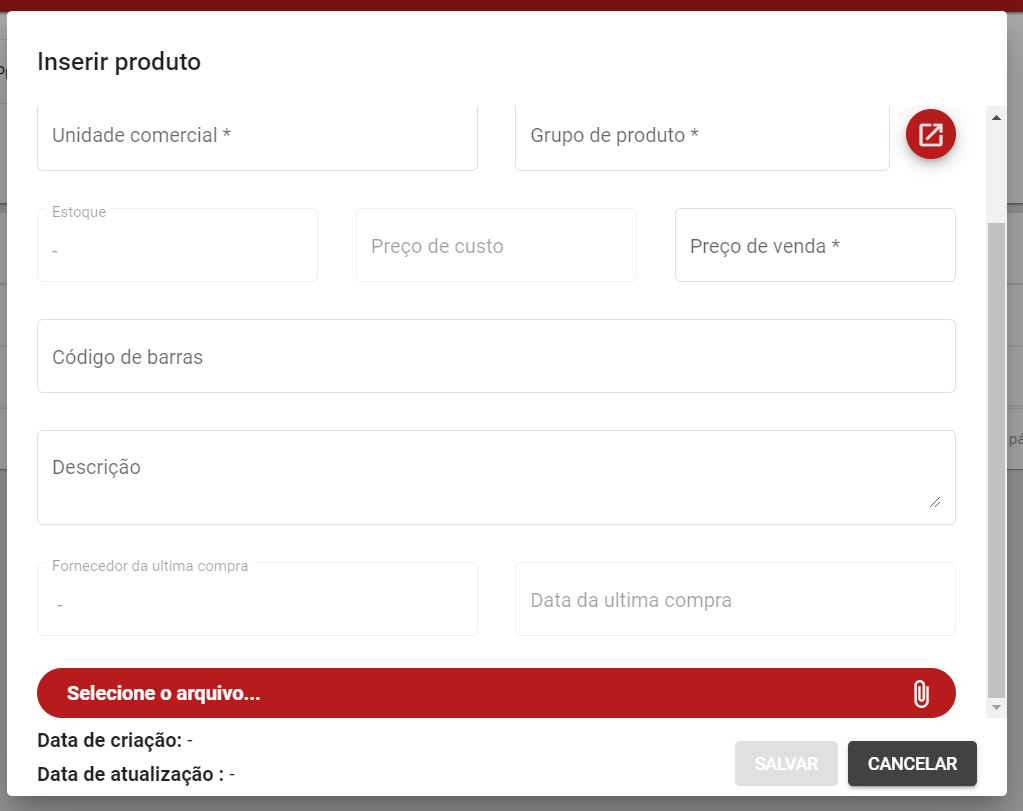 Inserir produto
Unidade comercial *
Grupo de produto *
Estoque
-
Preço de custo
Preço de venda *
Código de barras
Descrição
Fornecedor da ultima compra
-
Data da ultima compra
Selecione o arquivo...
Data de criação: -
Data de atualização : -
SALVAR
CANCELAR